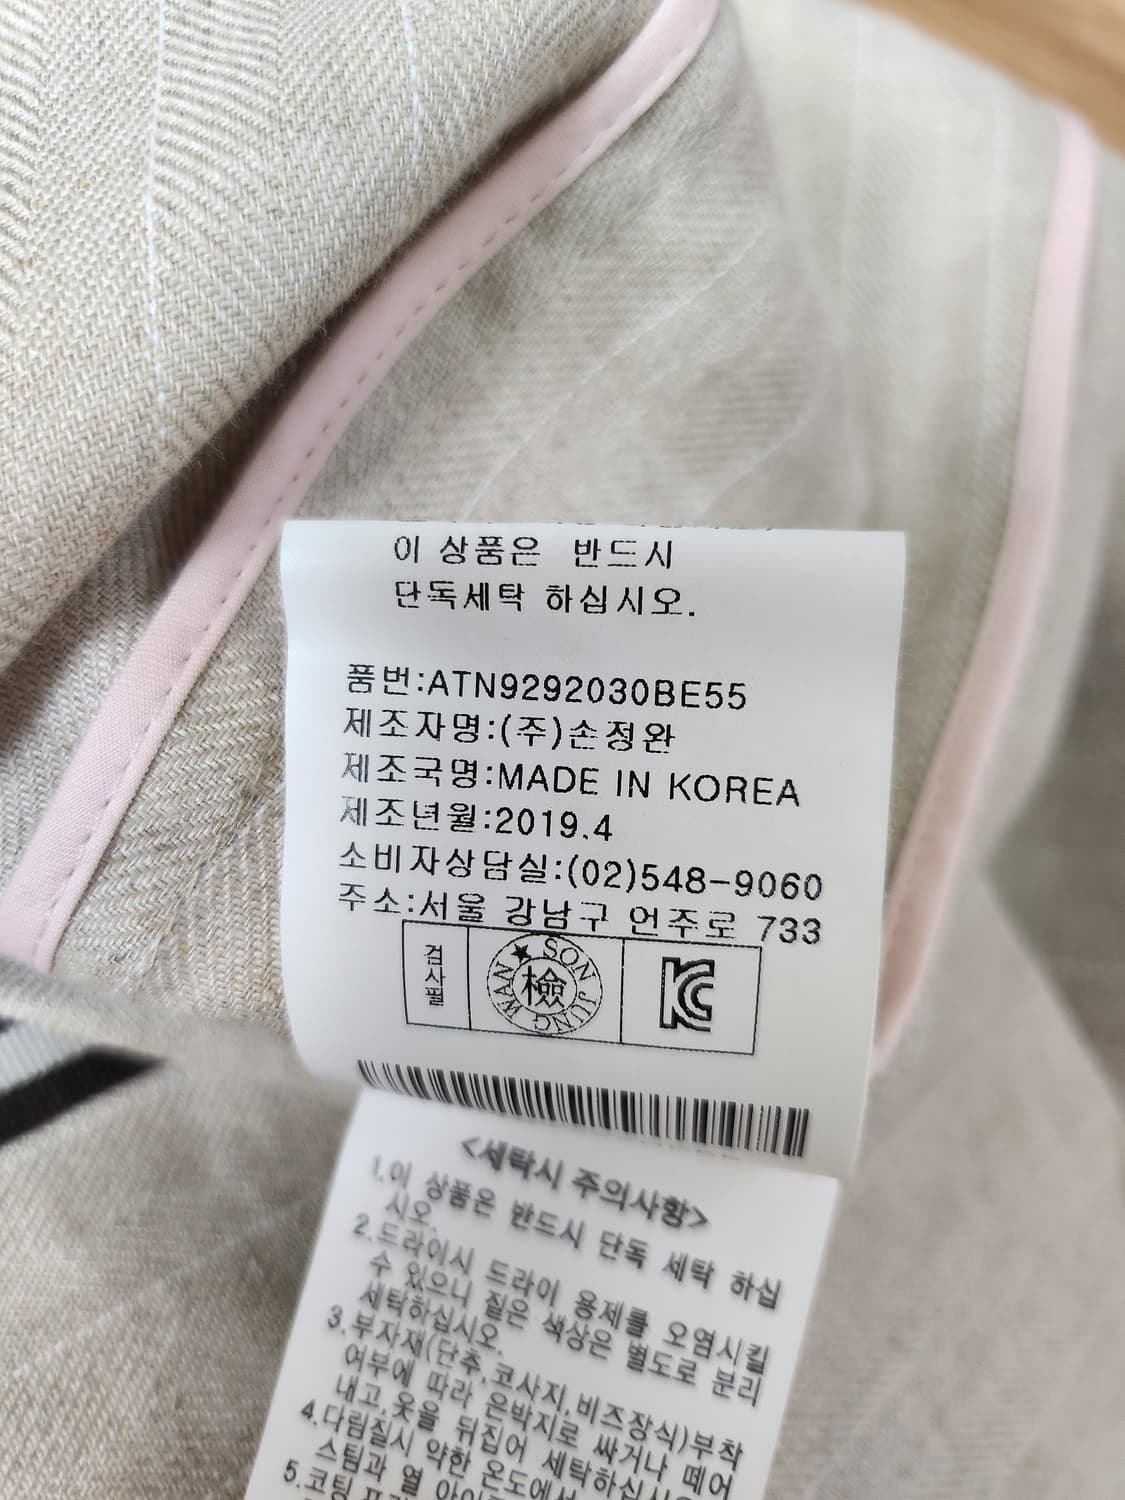 이 상품은 반드시
단독세탁 하십시오.
품번:ATN9292030BE55
제조자명:(주)손정완
제조국명:MADE IN KOREA
제조년월:2019.4
소비자상담실:(02)548-9060
주소:서울 강남구 언주로 733
검사필
SON JUNG WAN
檢
KC
<세탁시 주의사항>
1.이 상품은 반드시 단독 세탁 하십
시오.
2.드라이시 드라이 용제를 오염시킬
수 있으니 짙은 색상은 별도로 분리
세탁하십시오.
3.부자재(단추,코사지,비즈장식)부착
여부에 따라 은박지로 싸거나 떼어
내고,옷을 뒤집어 세탁하십시오
4.다림질시 약한 온도에서
스팀과 열
5.코팅